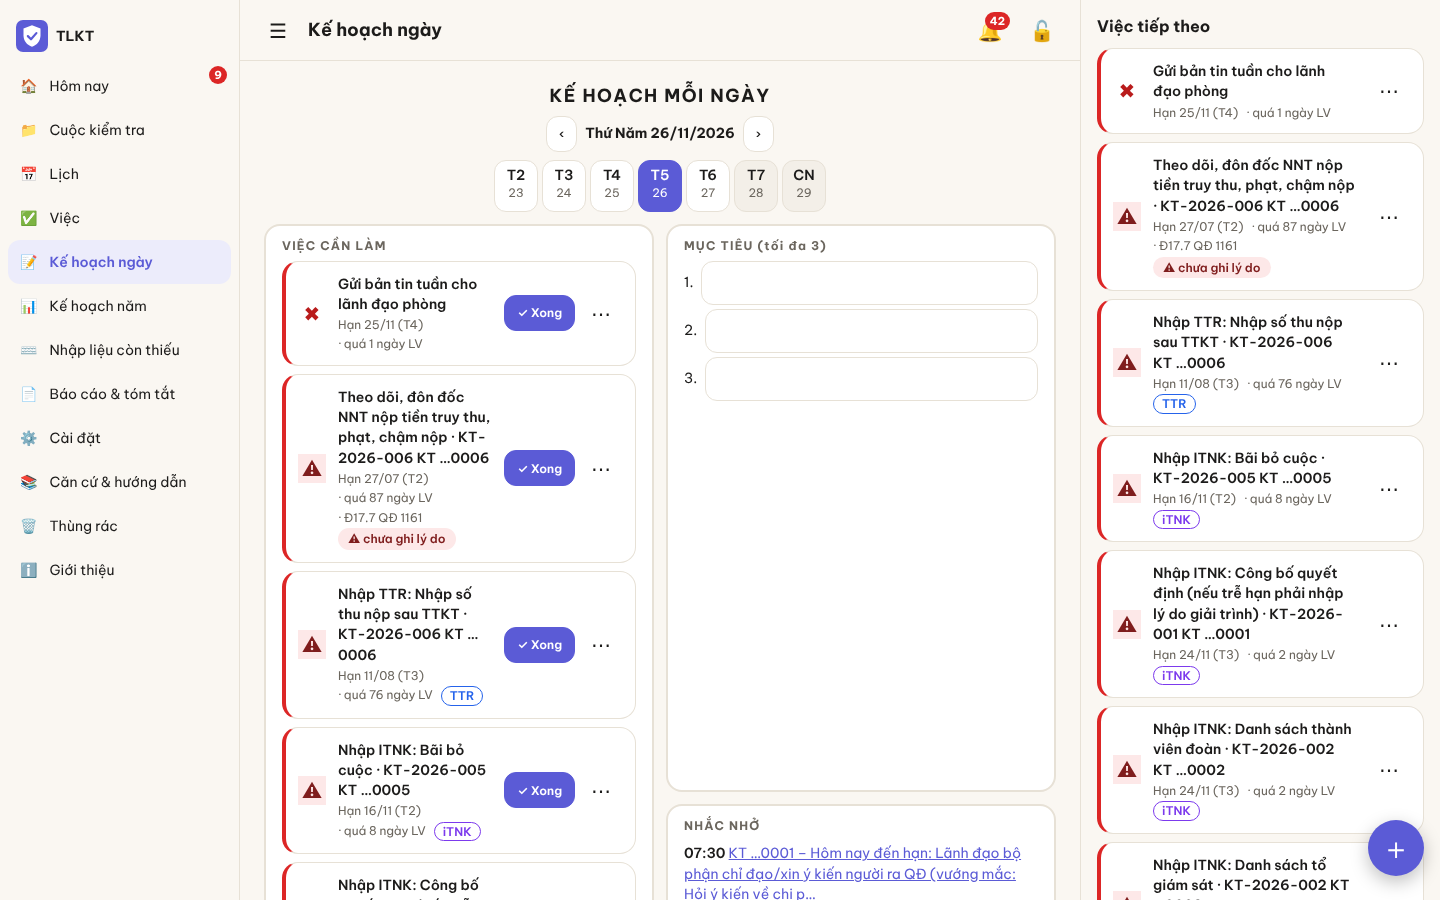 TLKT
Hôm nay
9
Cuộc kiểm tra
Lịch
Việc
Kế hoạch ngày
Kế hoạch năm
Nhập liệu còn thiếu
Báo cáo & tóm tắt
Cài đặt
Căn cứ & hướng dẫn
Thùng rác
Giới thiệu
☰ Kế hoạch ngày
42
KẾ HOẠCH MỖI NGÀY
‹ Thứ Năm 26/11/2026 ›
T2 T3 T4 T5 T6 T7 CN
23 24 25 26 27 28 29
VIỆC CẦN LÀM
Gửi bản tin tuần cho
lãnh đạo phòng
Hạn 25/11 (T4)
· quá 1 ngày LV
✓ Xong ...
Theo dõi, đôn đốc
NNT nộp tiền truy thu,
phạt, chậm nộp · KT-
2026-006 KT ...0006
Hạn 27/07 (T2)
· quá 87 ngày LV
· Đ17.7 QĐ 1161
chưa ghi lý do
✓ Xong ...
Nhập TTR: Nhập số
thu nộp sau TTKT ·
KT-2026-006 KT ...
0006
Hạn 11/08 (T3)
· quá 76 ngày LV TTR
✓ Xong ...
Nhập ITNK: Bãi bỏ
cuộc · KT-2026-005
KT ...0005
Hạn 16/11 (T2)
· quá 8 ngày LV iTNK
✓ Xong ...
Nhập ITNK: Công bố
MỤC TIÊU (tối đa 3)
1.
2.
3.
NHẮC NHỞ
07:30 KT ...0001 – Hôm nay đến hạn: Lãnh đạo bộ
phận chỉ đạo/xin ý kiến người ra QĐ (vướng mắc:
Hỏi ý kiến về chi p...
Việc tiếp theo
Gửi bản tin tuần cho lãnh
đạo phòng
Hạn 25/11 (T4) · quá 1 ngày LV
...
Theo dõi, đôn đốc NNT nộp
tiền truy thu, phạt, chậm nộp
· KT-2026-006 KT ...0006
Hạn 27/07 (T2) · quá 87 ngày LV
· Đ17.7 QĐ 1161
chưa ghi lý do
...
Nhập TTR: Nhập số thu nộp
sau TTKT · KT-2026-006
KT ...0006
Hạn 11/08 (T3) · quá 76 ngày LV
TTR
...
Nhập ITNK: Bãi bỏ cuộc ·
KT-2026-005 KT ...0005
Hạn 16/11 (T2) · quá 8 ngày LV
iTNK
...
Nhập ITNK: Công bố quyết
định (nếu trễ hạn phải nhập
lý do giải trình) · KT-2026-
001 KT ...0001
Hạn 24/11 (T3) · quá 2 ngày LV
iTNK
...
Nhập ITNK: Danh sách thành
viên đoàn · KT-2026-002
KT ...0002
Hạn 24/11 (T3) · quá 2 ngày LV
iTNK
...
Nhập ITNK: Danh sách tổ
giám sát · KT-2026-002 KT
+